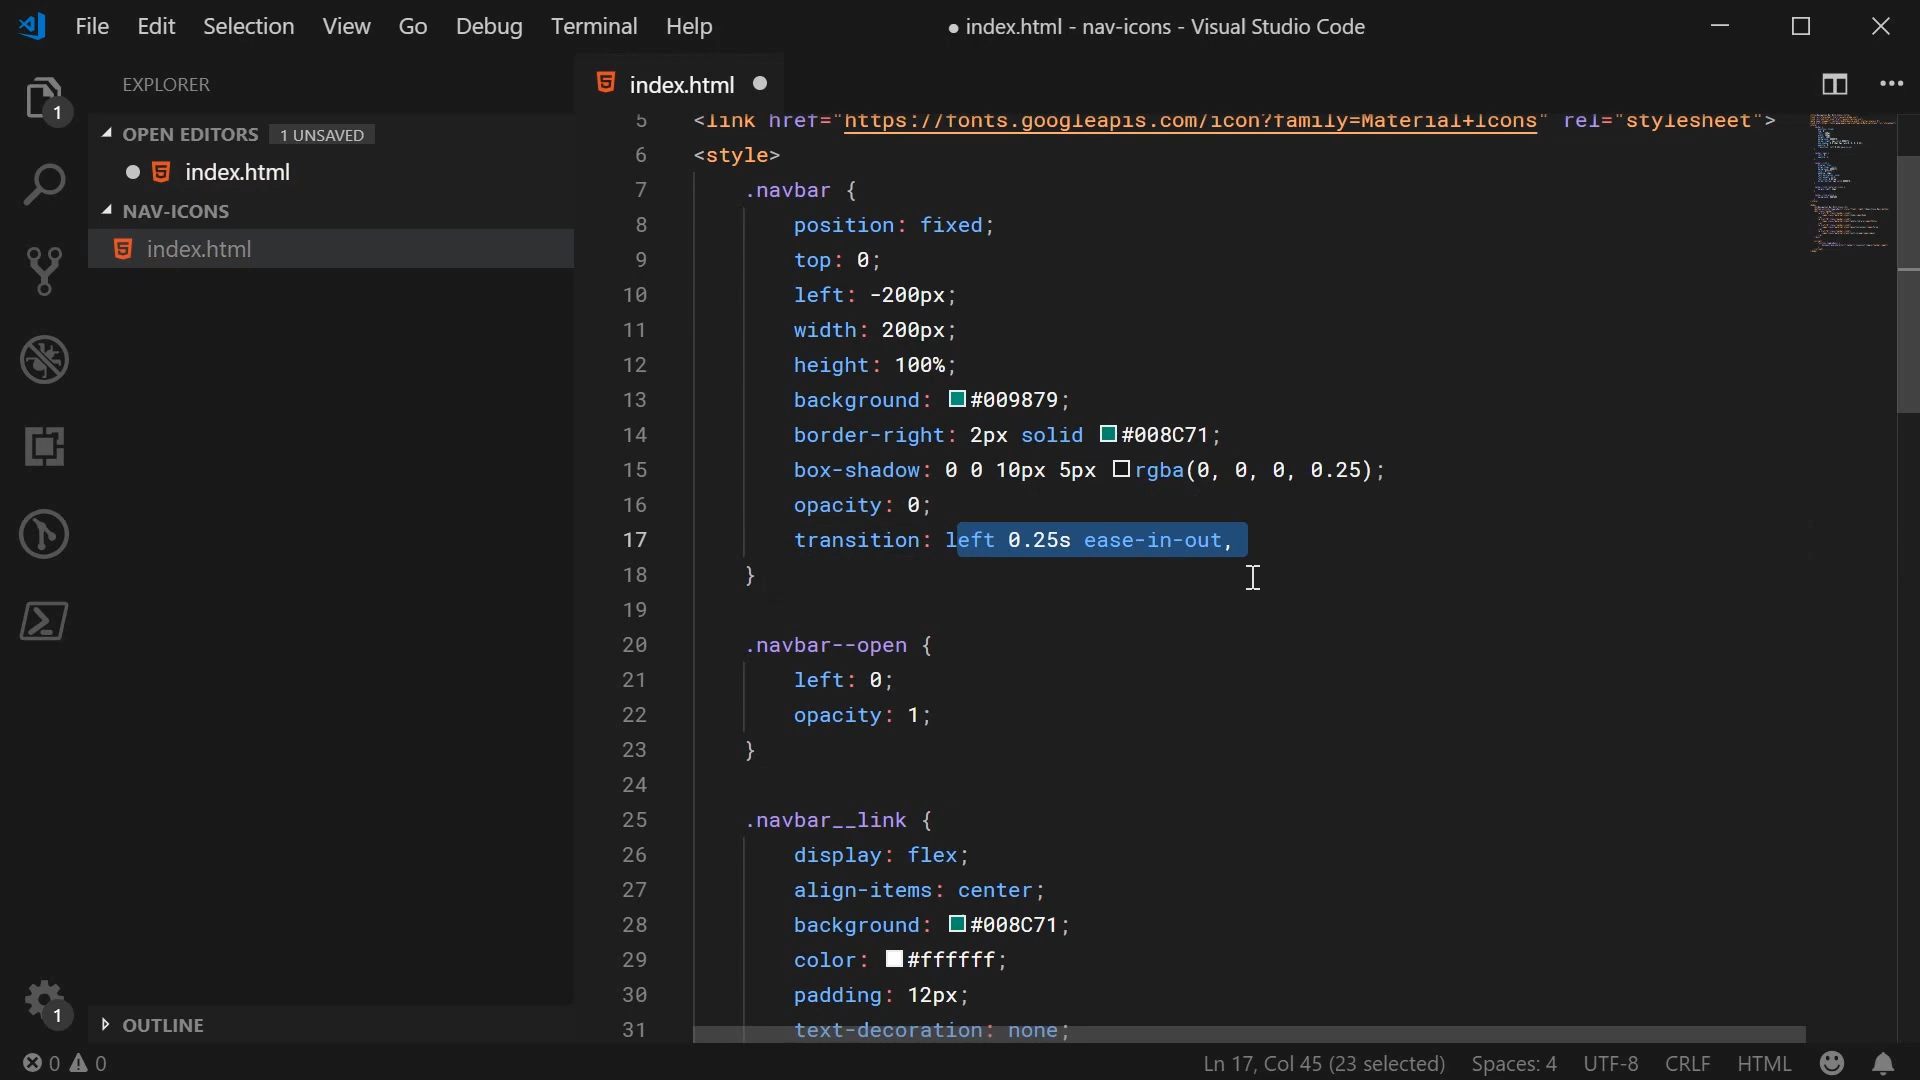 File Edit Selection View Go Debug Terminal Help
● index.html - nav-icons - Visual Studio Code
EXPLORER
1
OPEN EDITORS 1 UNSAVED
index.html
NAV-ICONS
index.html
OUTLINE
1
index.html
5 <link href="https://fonts.googleapis.com/icon?family=Material+Icons" rel="stylesheet">
6 <style>
7 .navbar {
8 position: fixed;
9 top: 0;
10 left: -200px;
11 width: 200px;
12 height: 100%;
13 background: #009879;
14 border-right: 2px solid #008C71;
15 box-shadow: 0 0 10px 5px rgba(0, 0, 0, 0.25);
16 opacity: 0;
17 transition: left 0.25s ease-in-out,
18 }
19
20 .navbar--open {
21 left: 0;
22 opacity: 1;
23 }
24
25 .navbar__link {
26 display: flex;
27 align-items: center;
28 background: #008C71;
29 color: #ffffff;
30 padding: 12px;
31 text-decoration: none;
0 0
Ln 17, Col 45 (23 selected) Spaces: 4 UTF-8 CRLF HTML